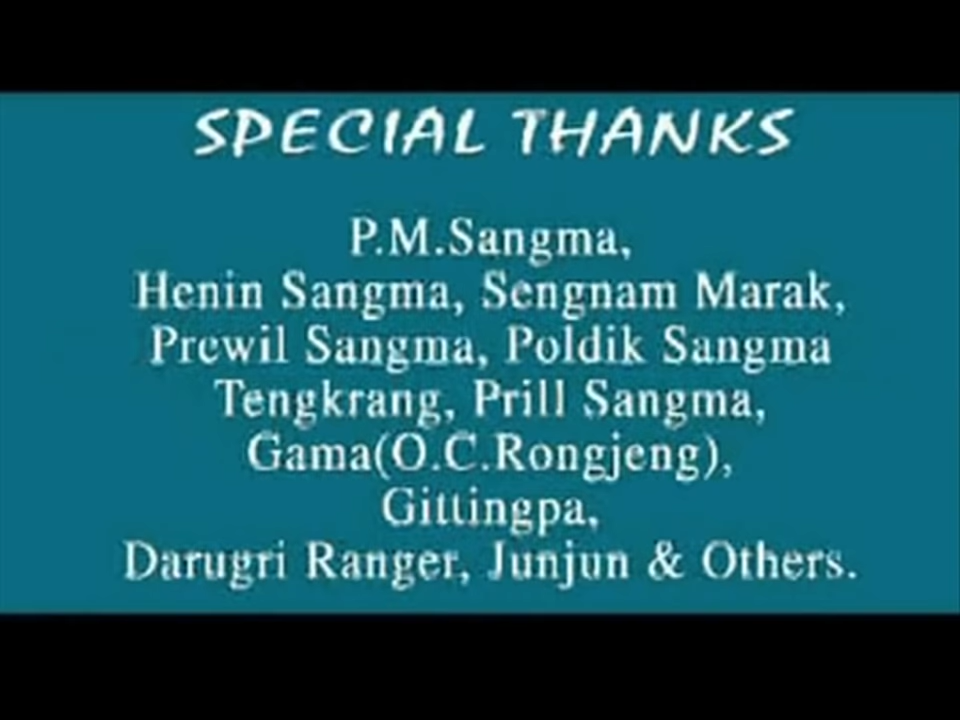 SPECIAL THANKS
P.M.Sangma,
Henin Sangma, Sengnam Marak,
Prewil Sangma, Poldik Sangma
Tengkrang, Prill Sangma,
Gama(O.C.Rongjeng),
Gittingpa,
Darugri Ranger, Junjun & Others.